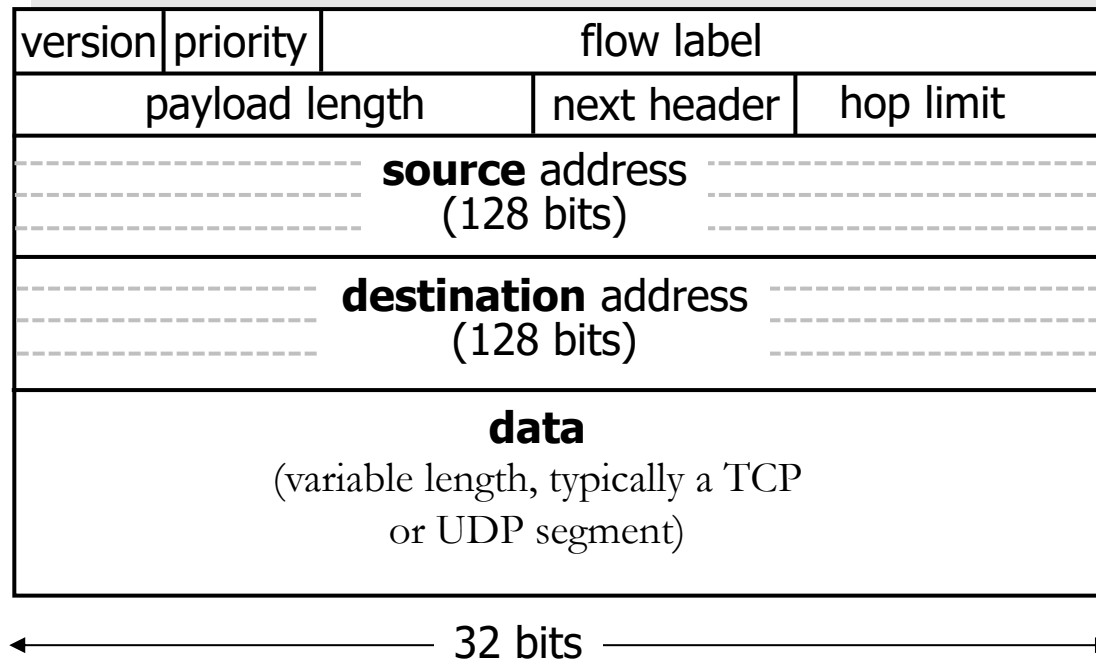 version priority flow label
payload length next header hop limit
source address
(128 bits)
destination address
(128 bits)
data
(variable length, typically a TCP
or UDP segment)
32 bits